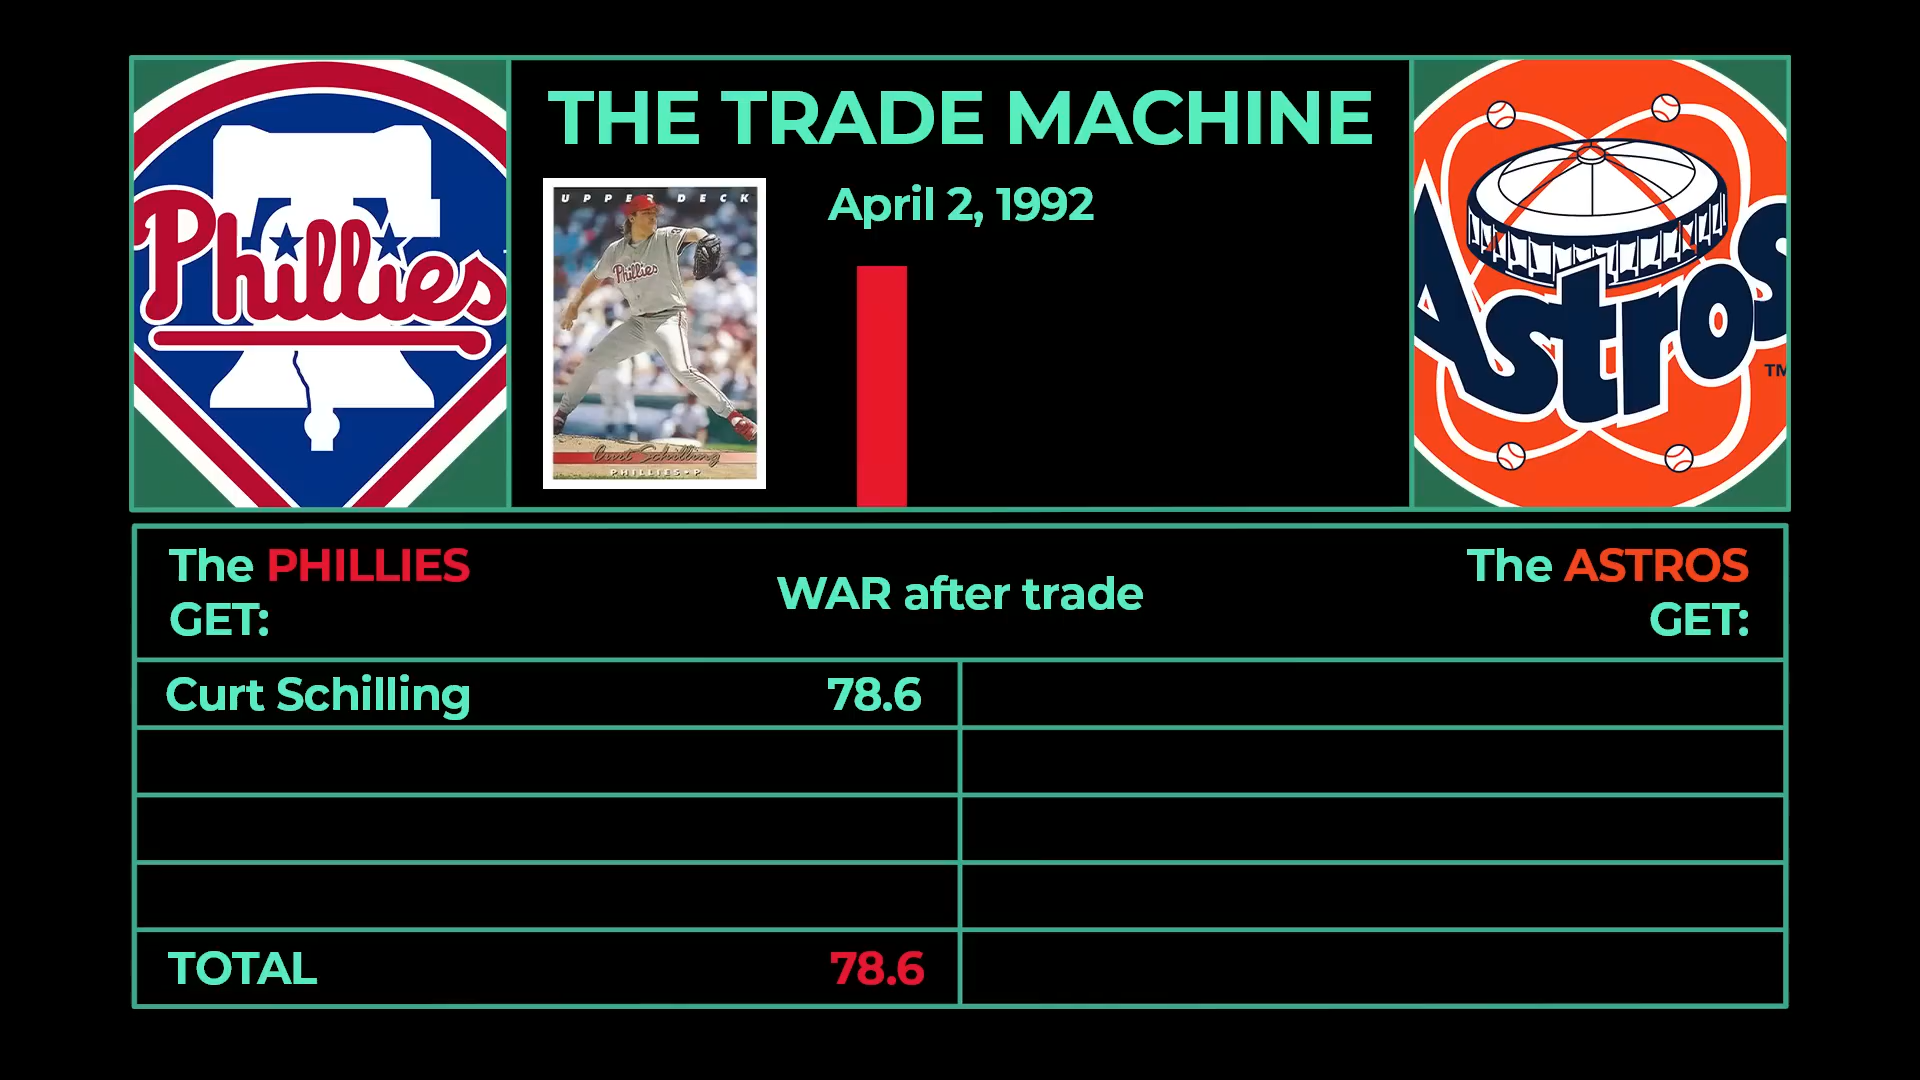 THE TRADE MACHINE
April 2, 1992
Phillies
UPPER DECK
Phillies
Curt Schilling
PHILLIES • P
Astros
TM
The PHILLIES
GET:
WAR after trade
The ASTROS
GET:
Curt Schilling 78.6
TOTAL 78.6